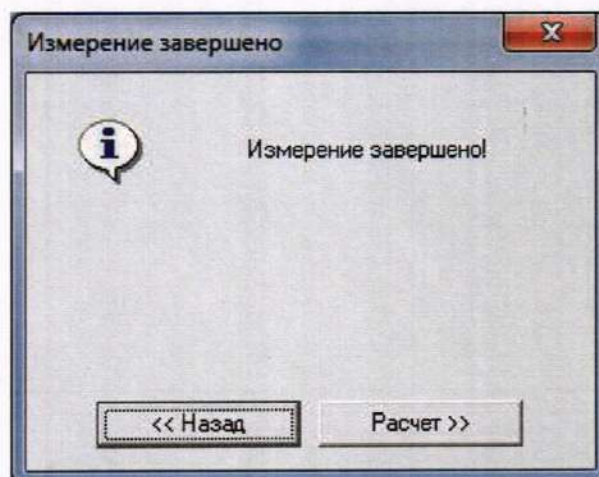 Измерение завершено
Измерение завершено!
<< Назад
Расчет >>